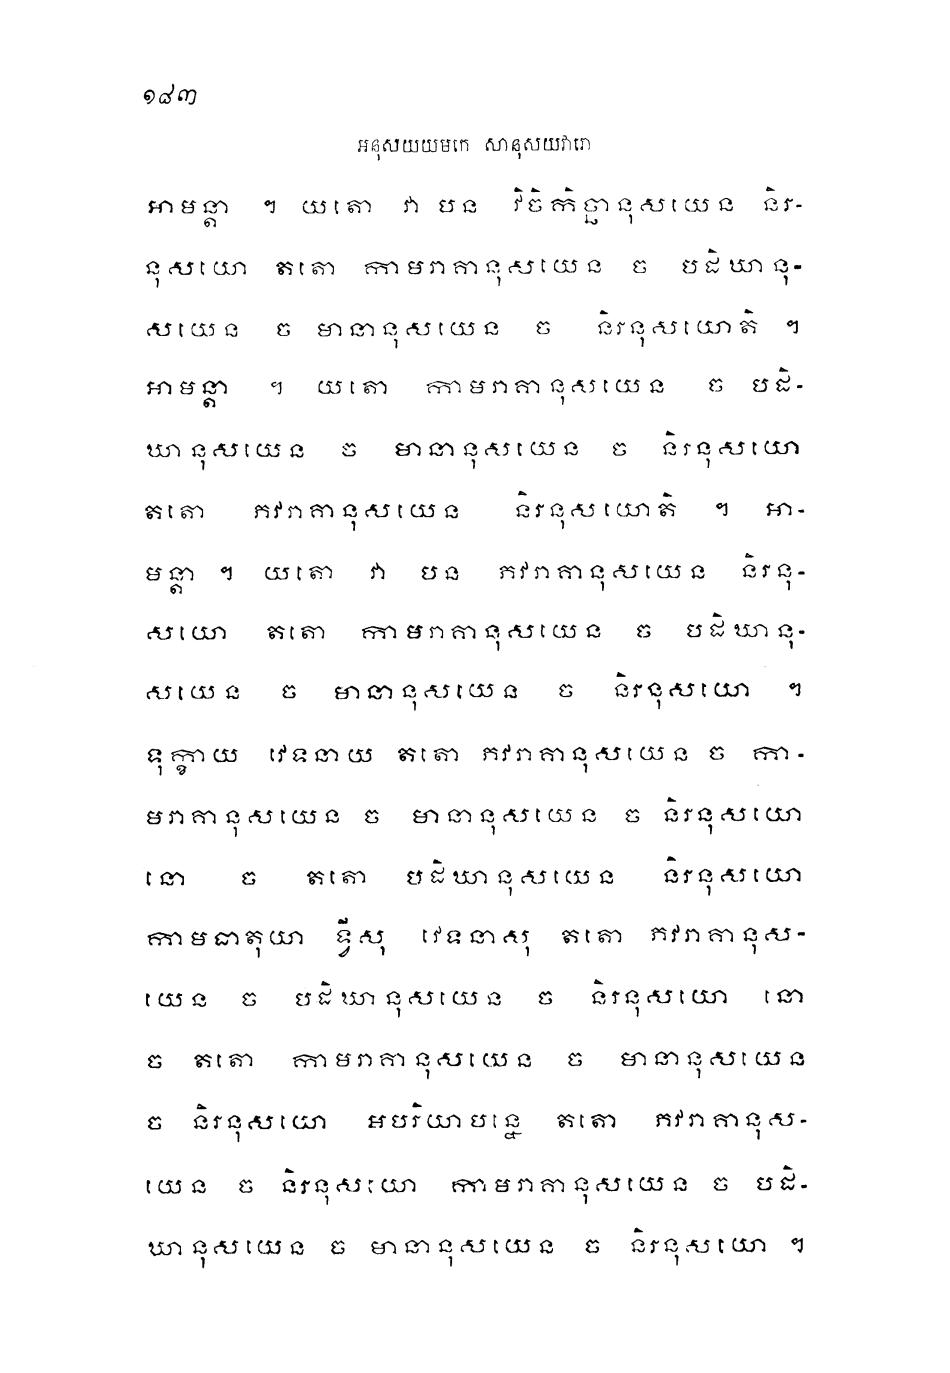 ១៨៣
អនុសយយមកេ សានុសយវារោ
អាមន្តា ។ យតោ វា បន វិចិកិច្ឆានុសយេន និរ-
នុសយោ តតោ កាមរាគានុសយេន ច បដិឃានុ-
សយេន ច មានានុសយេន ច និរនុសយោតិ ។
អាមន្តា ។ យតោ កាមរាគានុសយេន ច បដិ-
ឃានុសយេន ច មានានុសយេន ច និរនុសយោ
តតោ ភវរាគានុសយេន និរនុសយោតិ ។ អា-
មន្តា ។ យតោ វា បន ភវរាគានុសយេន និរនុ-
សយោ តតោ កាមរាគានុសយេន ច បដិឃានុ-
សយេន ច មានានុសយេន ច និរនុសយោ ។
ទុក្ខាយ វេទនាយ តតោ ភវរាគានុសយេន ច កា-
មរាគានុសយេន ច មានានុសយេន ច និរនុសយោ
នោ ច តតោ បដិឃានុសយេន និរនុសយោ
កាមធាតុយា ទ្វីសុ វេទនាសុ តតោ ភវរាគានុស-
យេន ច បដិឃានុសយេន ច និរនុសយោ នោ
ច តតោ កាមរាគានុសយេន ច មានានុសយេន
ច និរនុសយោ អបរិយាបន្នេ តតោ ភវរាគានុស-
យេន ច និរនុសយោ កាមរាគានុសយេន ច បដិ-
ឃានុសយេន ច មានានុសយេន ច និរនុសយោ ។